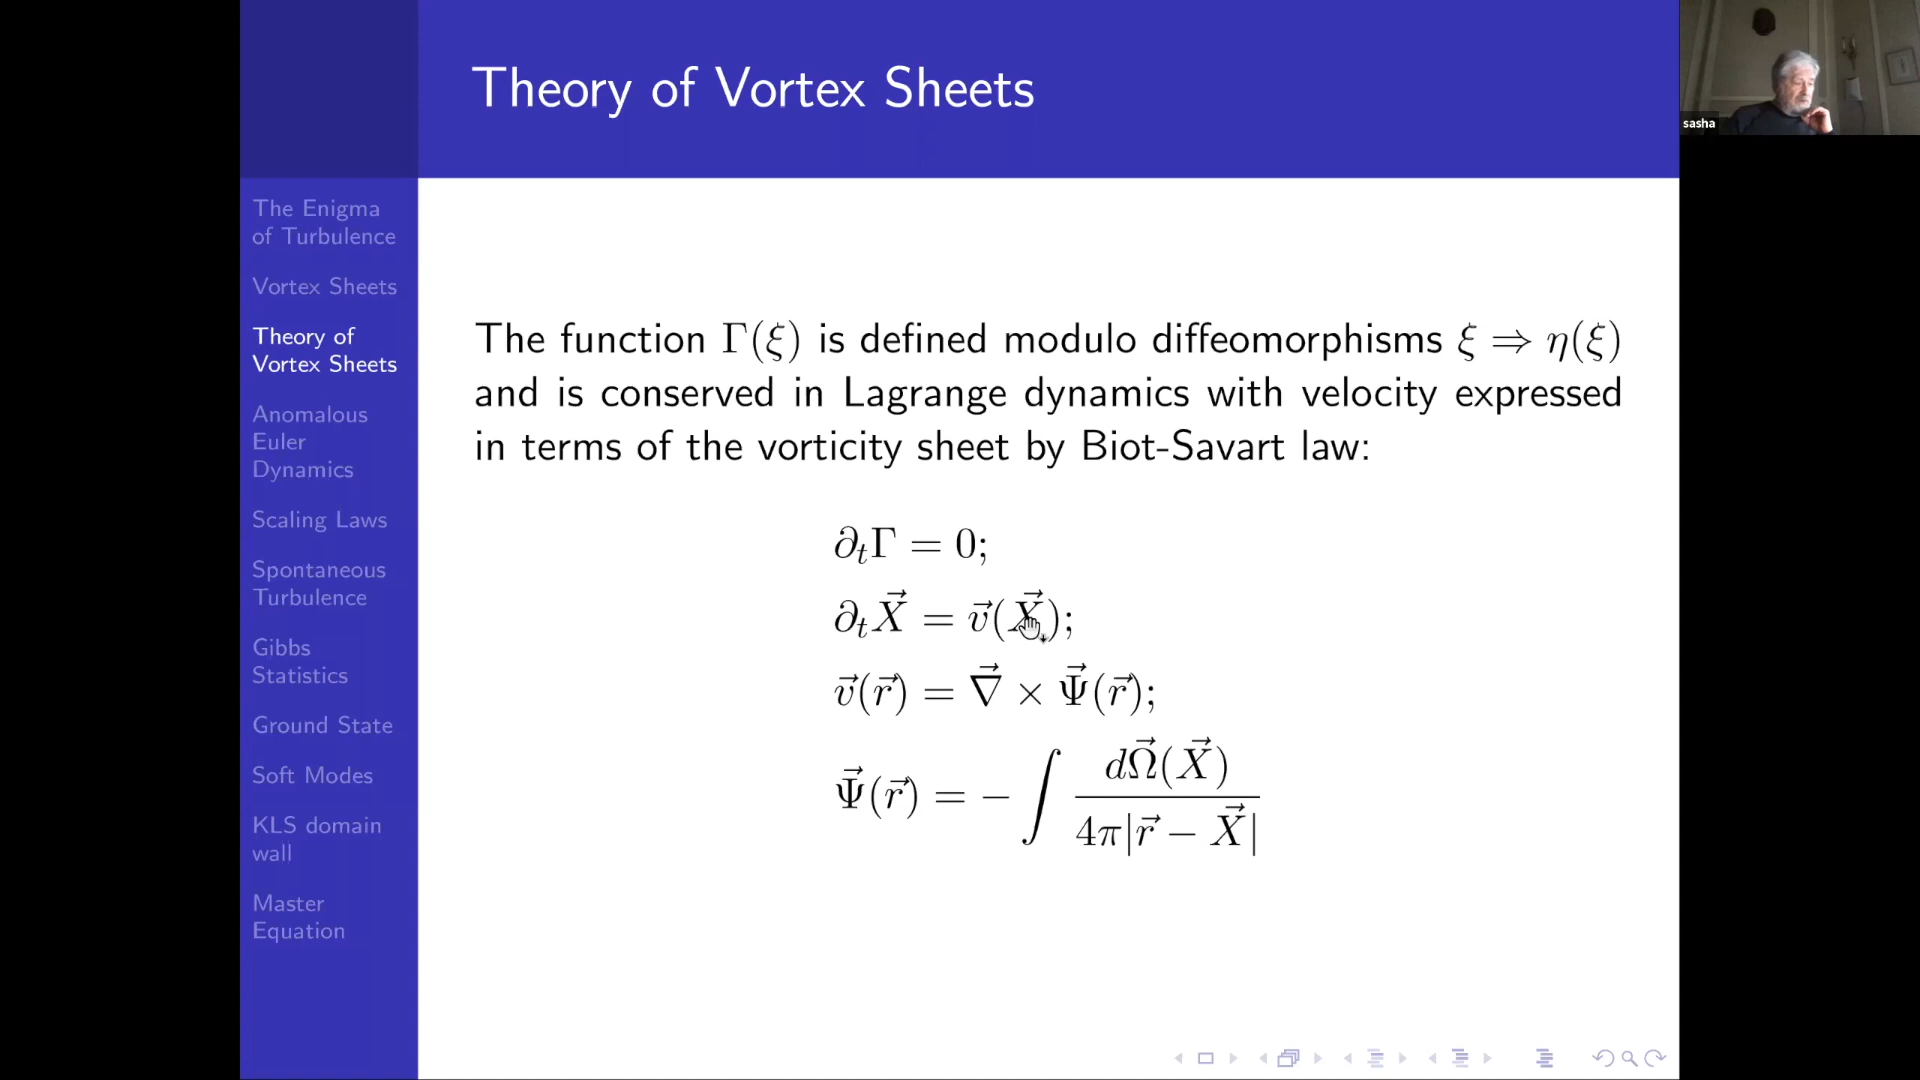 Theory of Vortex Sheets
sasha
The Enigma
of Turbulence
Vortex Sheets
Theory of
Vortex Sheets
Anomalous
Euler
Dynamics
Scaling Laws
Spontaneous
Turbulence
Gibbs
Statistics
Ground State
Soft Modes
KLS domain
wall
Master
Equation
The function Γ(ξ) is defined modulo diffeomorphisms ξ ⇒ η(ξ)
and is conserved in Lagrange dynamics with velocity expressed
in terms of the vorticity sheet by Biot-Savart law:
∂ₜΓ = 0;
∂ₜX⃗ = v⃗(X⃗);
v⃗(r⃗) = ∇⃗ × Ψ⃗(r⃗);
Ψ⃗(r⃗) = − ∫ dΩ⃗(X⃗) / 4π|r⃗ − X⃗|